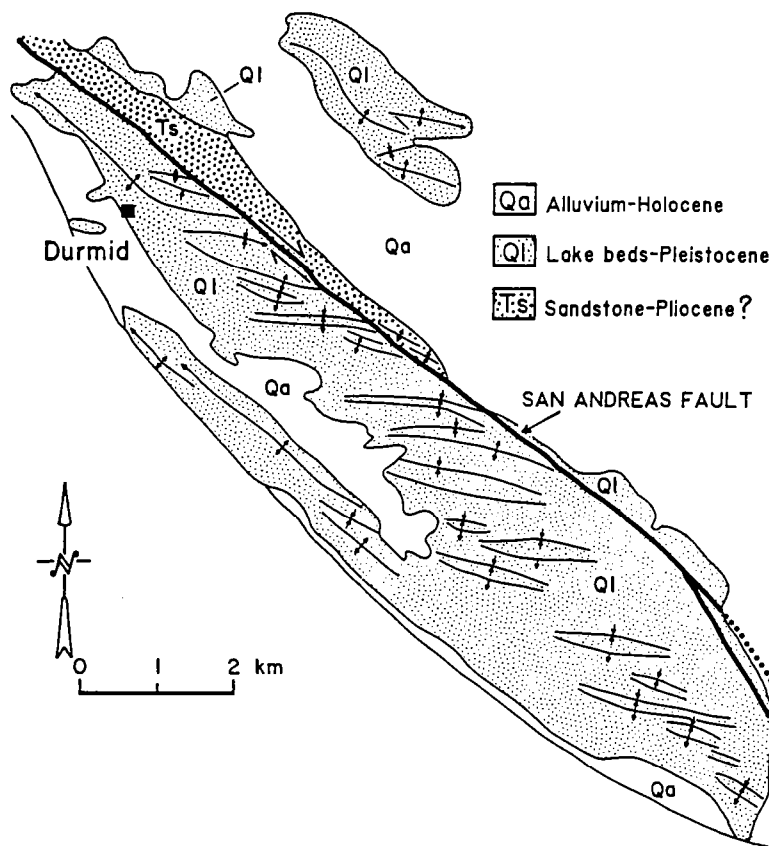 Ql
Ql
Ts
Qa Alluvium-Holocene
Durmid
Qa
Ql Lake beds-Pleistocene
Ql
Ts Sandstone-Pliocene?
Qa
SAN ANDREAS FAULT
Ql
N
Ql
0 1 2 km
Qa